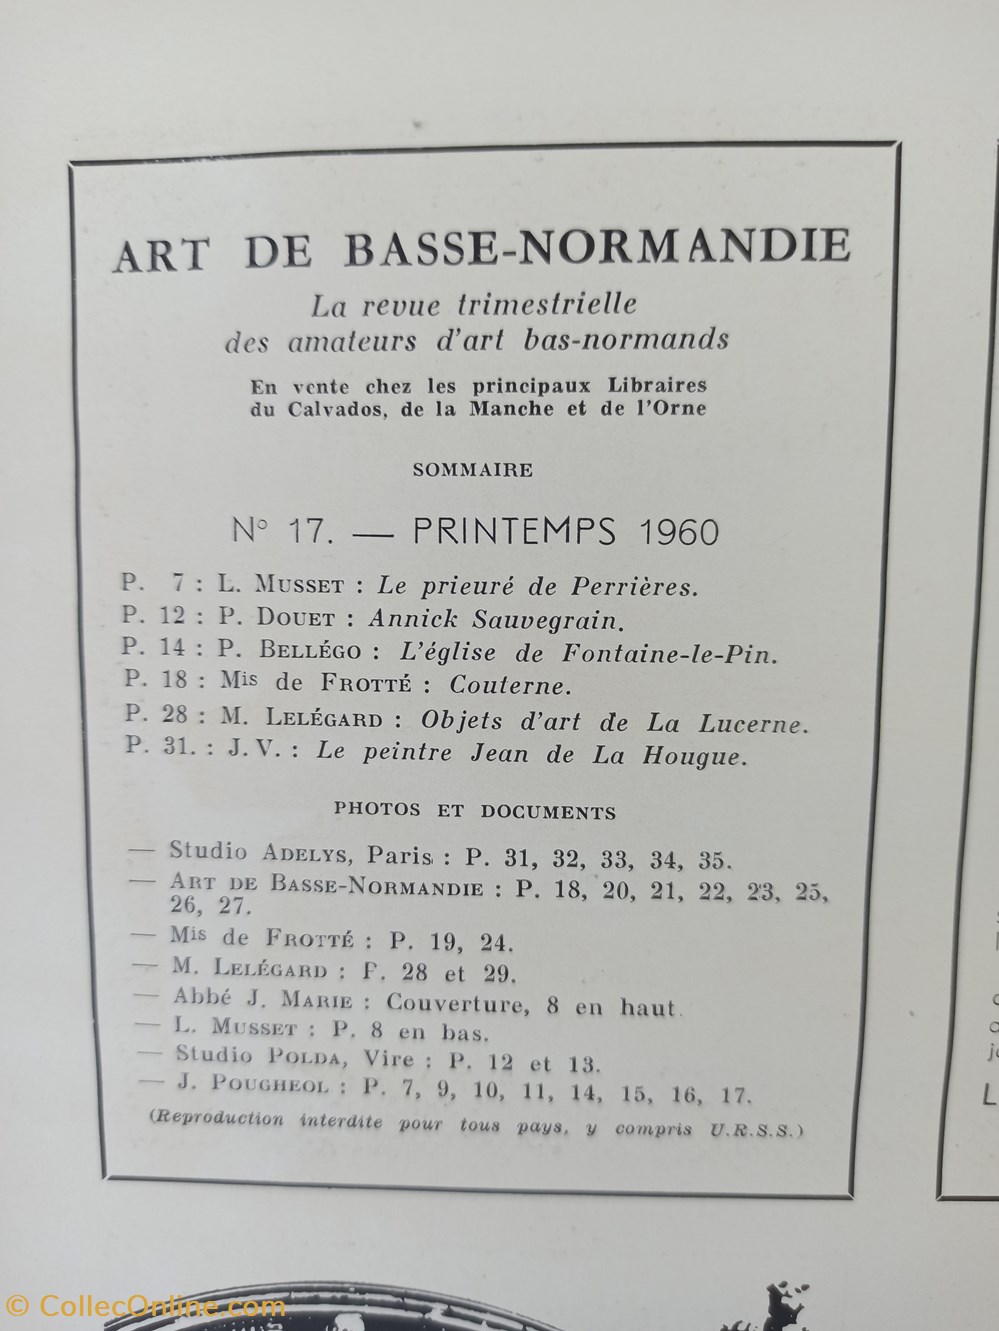 ART DE BASSE-NORMANDIE
La revue trimestrielle
des amateurs d'art bas-normands
En vente chez les principaux Libraires
du Calvados, de la Manche et de l'Orne
SOMMAIRE
No 17. — PRINTEMPS 1960
P. 7 : L. MUSSET : Le prieuré de Perrières.
P. 12 : P. DOUET : Annick Sauvegrain.
P. 14 : P. BELLÉGO : L'église de Fontaine-le-Pin.
P. 18 : Mis de FROTTÉ : Couterne.
P. 28 : M. LELÉGARD : Objets d'art de La Lucerne.
P. 31. : J. V. : Le peintre Jean de La Hougue.
PHOTOS ET DOCUMENTS
— Studio ADELYS, Paris : P. 31, 32, 33, 34, 35.
— ART DE BASSE-NORMANDIE : P. 18, 20, 21, 22, 23, 25,
26, 27.
— Mis de FROTTÉ : P. 19, 24.
— M. LELÉGARD : P. 28 et 29.
— Abbé J. MARIE : Couverture, 8 en haut.
— L. MUSSET : P. 8 en bas.
— Studio POLDA, Vire : P. 12 et 13.
— J. POUGHEOL : P. 7, 9, 10, 11, 14, 15, 16, 17.
(Reproduction interdite pour tous pays, y compris U.R.S.S.)
© CollecOnline.com